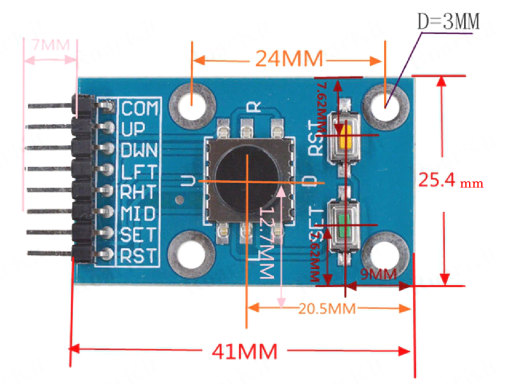 D=3MM
7MM
24MM
7.62MM
COM
UP
DWN
LFT
RHT
MID
SET
RST
R
RST
U
D
25.4 mm
12.7MM
SET
7.62MM
9MM
20.5MM
41MM